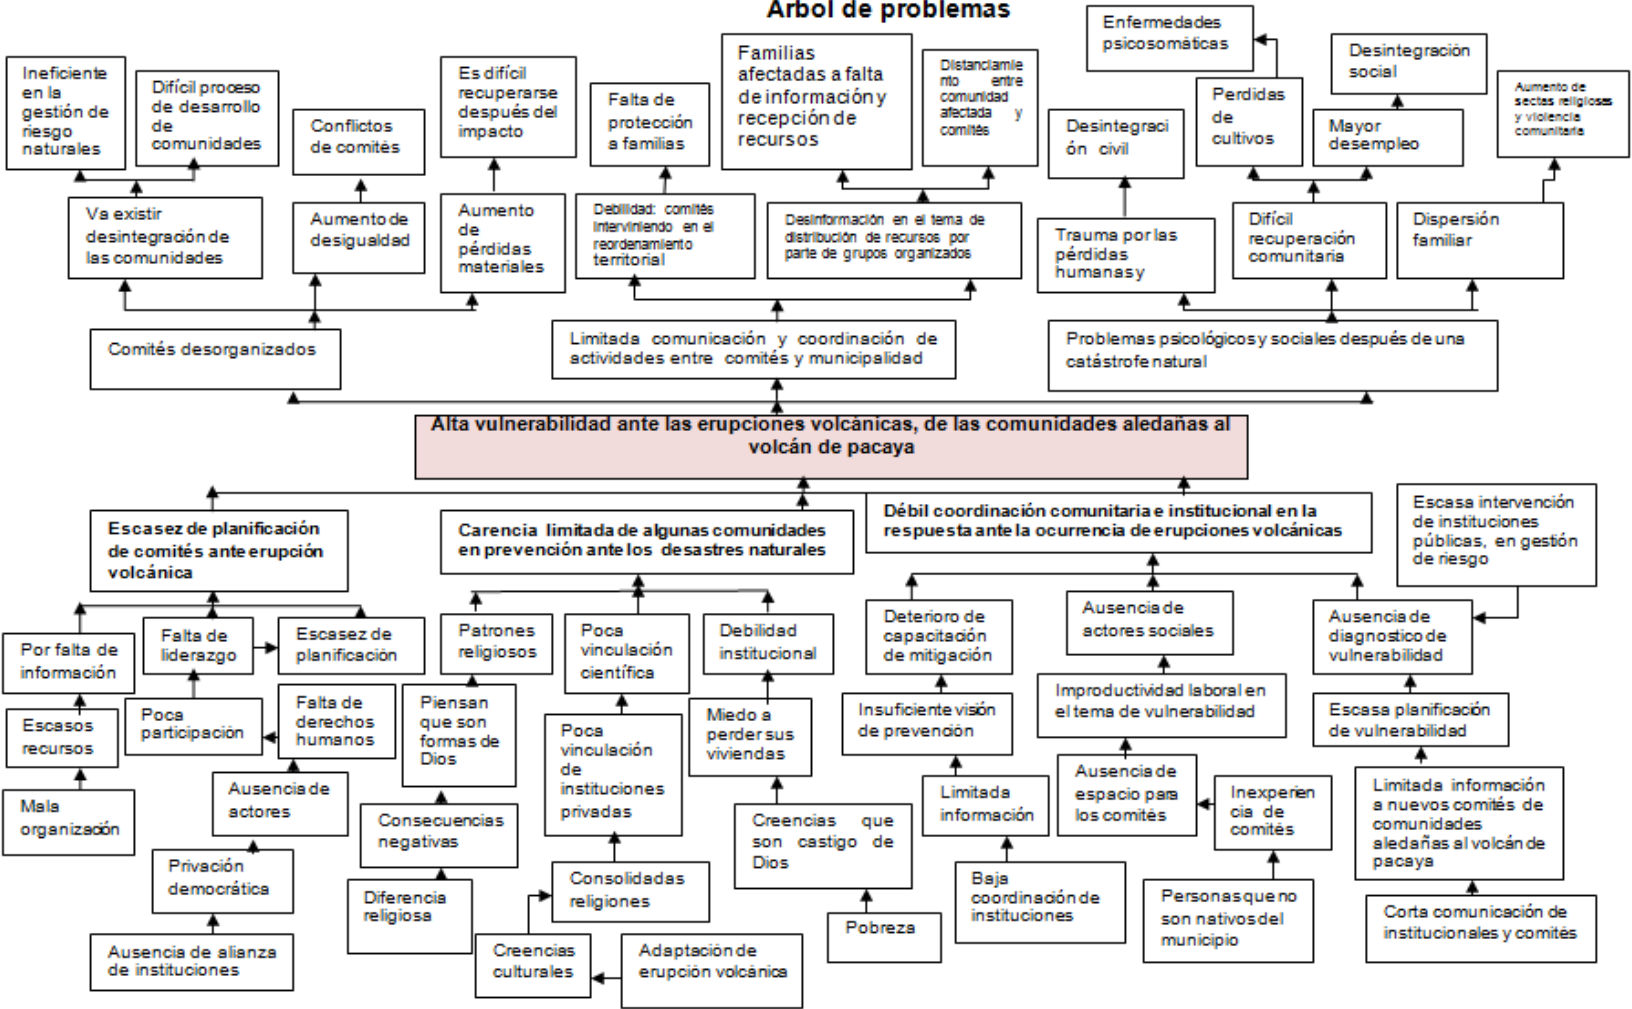 Arbol de problemas
Ineficiente
en la
gestión de
riesgo
naturales
Difícil proceso
de desarrollo
de
comunidades
Conflictos
de comités
Es difícil
recuperarse
después del
impacto
Falta de
protección
a familias
Familias
afectadas a falta
de información y
recepción de
recursos
Distanciamie
nto entre
comunidad
afectada y
comités
Enfermedades
psicosomáticas
Desintegraci
ón civil
Perdidas
de
cultivos
Desintegración
social
Mayor
desempleo
Aumento de
sectas religiosas
y violencia
comunitaria
Va existir
desintegración de
las comunidades
Aumento de
desigualdad
Aumento
de
pérdidas
materiales
Debilidad: comités
interviniendo en el
reordenamiento
territorial
Desinformación en el tema de
distribución de recursos por
parte de grupos organizados
Trauma por las
pérdidas
humanas y
Difícil
recuperación
comunitaria
Dispersión
familiar
Comités desorganizados
Limitada comunicación y coordinación de
actividades entre comités y municipalidad
Problemas psicológicos y sociales después de una
catástrofe natural
Alta vulnerabilidad ante las erupciones volcánicas, de las comunidades aledañas al
volcán de pacaya
Escasez de planificación
de comités ante erupción
volcánica
Carencia limitada de algunas comunidades
en prevención ante los desastres naturales
Débil coordinación comunitaria e institucional en la
respuesta ante la ocurrencia de erupciones volcánicas
Escasa intervención
de instituciones
públicas, en gestión
de riesgo
Por falta de
información
Falta de
liderazgo
Escasez de
planificación
Patrones
religiosos
Poca
vinculación
científica
Debilidad
institucional
Deterioro de
capacitación
de mitigación
Ausencia de
actores sociales
Ausencia de
diagnostico de
vulnerabilidad
Escasos
recursos
Poca
participación
Falta de
derechos
humanos
Piensan
que son
formas de
Dios
Poca
vinculación
de
instituciones
privadas
Miedo a
perder sus
viviendas
Insuficiente visión
de prevención
Improductividad laboral en
el tema de vulnerabilidad
Escasa planificación
de vulnerabilidad
Mala
organización
Ausencia de
actores
Consecuencias
negativas
Creencias que
son castigo de
Dios
Limitada
información
Ausencia de
espacio para
los comités
Inexperien
cia de
comités
Limitada información
a nuevos comités de
comunidades
aledañas al volcán de
pacaya
Privación
democrática
Diferencia
religiosa
Consolidadas
religiones
Baja
coordinación de
instituciones
Personas que no
son nativos del
municipio
Corta comunicación de
institucionales y comités
Pobreza
Ausencia de alianza
de instituciones
Creencias
culturales
Adaptación de
erupción volcánica